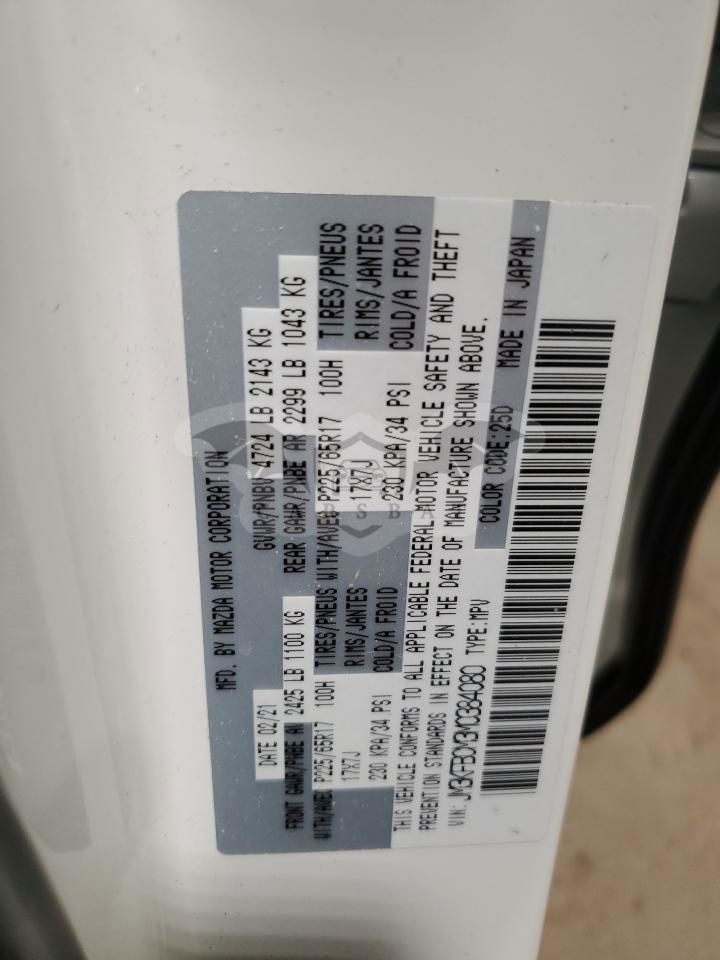 MFD. BY MAZDA MOTOR CORPORATION
DATE 02/21 GVWR/PNBV 4724 LB 2143 KG
FRONT GAWR/PNBE AV 2425 LB 1100 KG REAR GAWR/PNBE AR 2299 LB 1043 KG
WITH/AVEC P225/65R17 100H TIRES/PNEUS WITH/AVEC P225/65R17 100H TIRES/PNEUS
17X7J RIMS/JANTES 17X7J RIMS/JANTES
230 KPA/34 PSI COLD/A FROID 230 KPA/34 PSI COLD/A FROID
THIS VEHICLE CONFORMS TO ALL APPLICABLE FEDERAL MOTOR VEHICLE SAFETY AND THEFT
PREVENTION STANDARDS IN EFFECT ON THE DATE OF MANUFACTURE SHOWN ABOVE.
VIN: JM3KFBDM3M0384080 TYPE:MPV COLOR CODE:25D MADE IN JAPAN